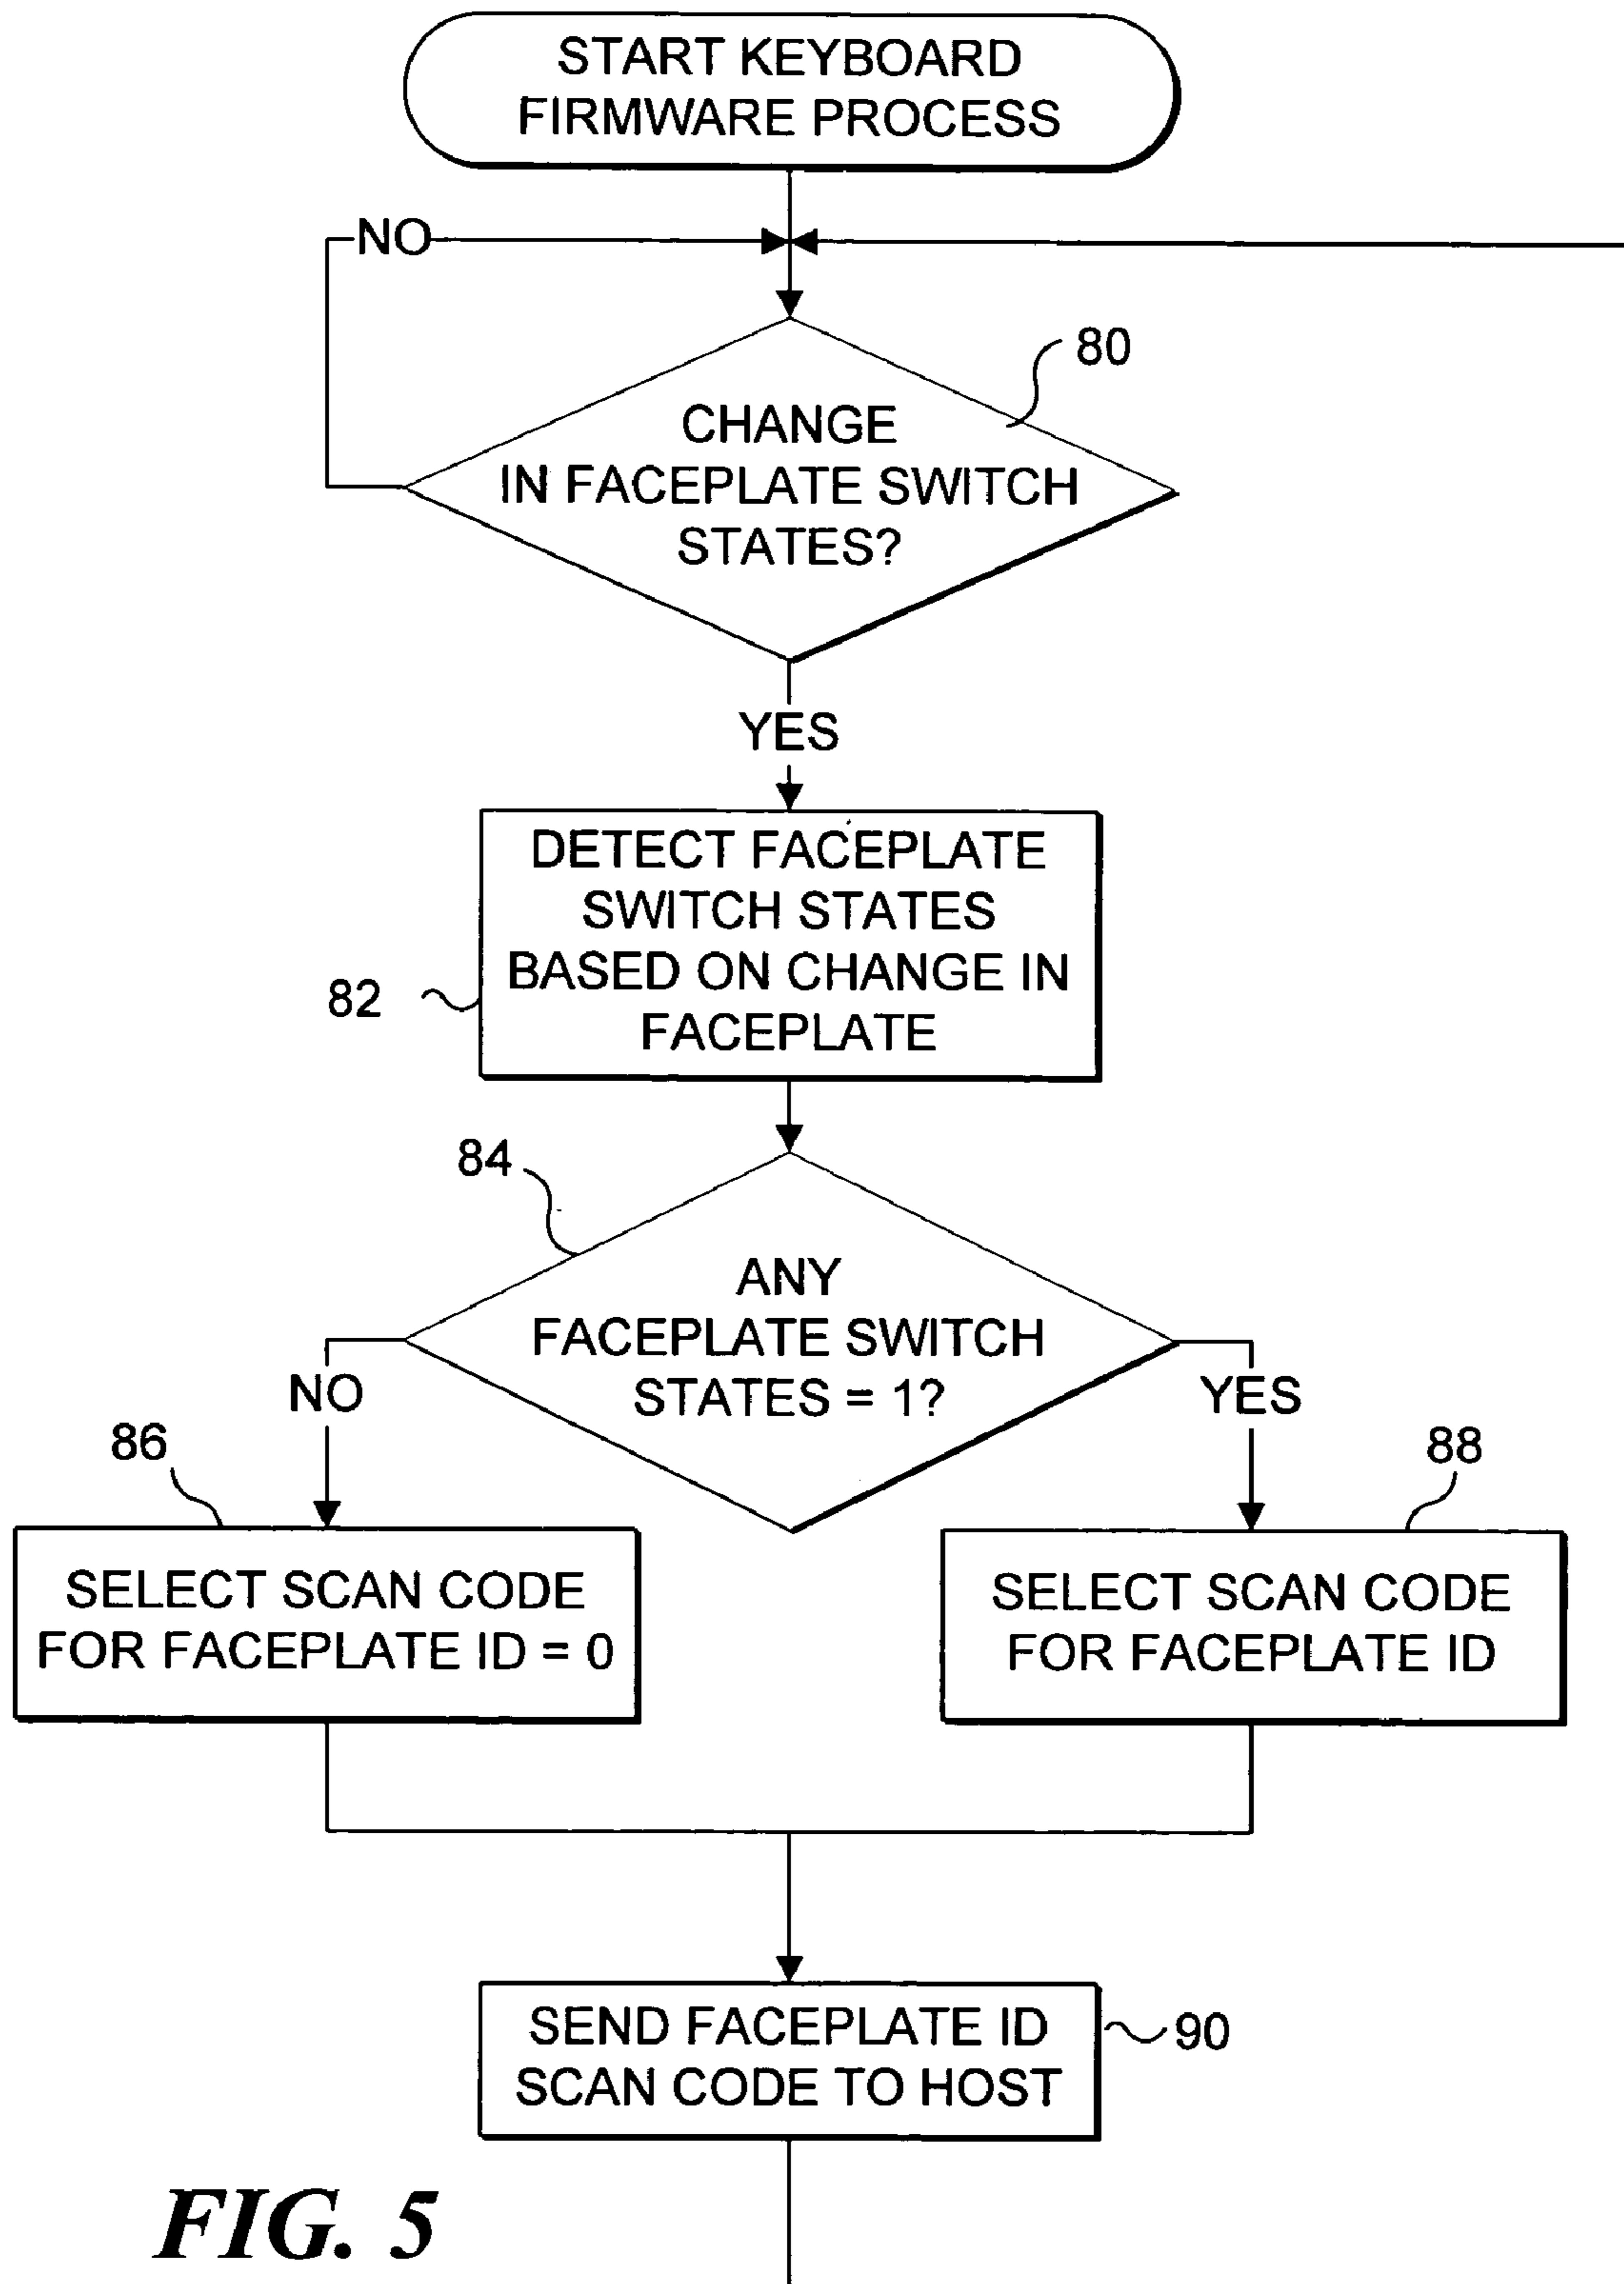 START KEYBOARD
FIRMWARE PROCESS
NO
80
CHANGE
IN FACEPLATE SWITCH
STATES?
YES
DETECT FACEPLATE
SWITCH STATES
BASED ON CHANGE IN
FACEPLATE
82
84
ANY
FACEPLATE SWITCH
STATES = 1?
NO
YES
86
88
SELECT SCAN CODE
FOR FACEPLATE ID = 0
SELECT SCAN CODE
FOR FACEPLATE ID
SEND FACEPLATE ID
SCAN CODE TO HOST
90
FIG. 5